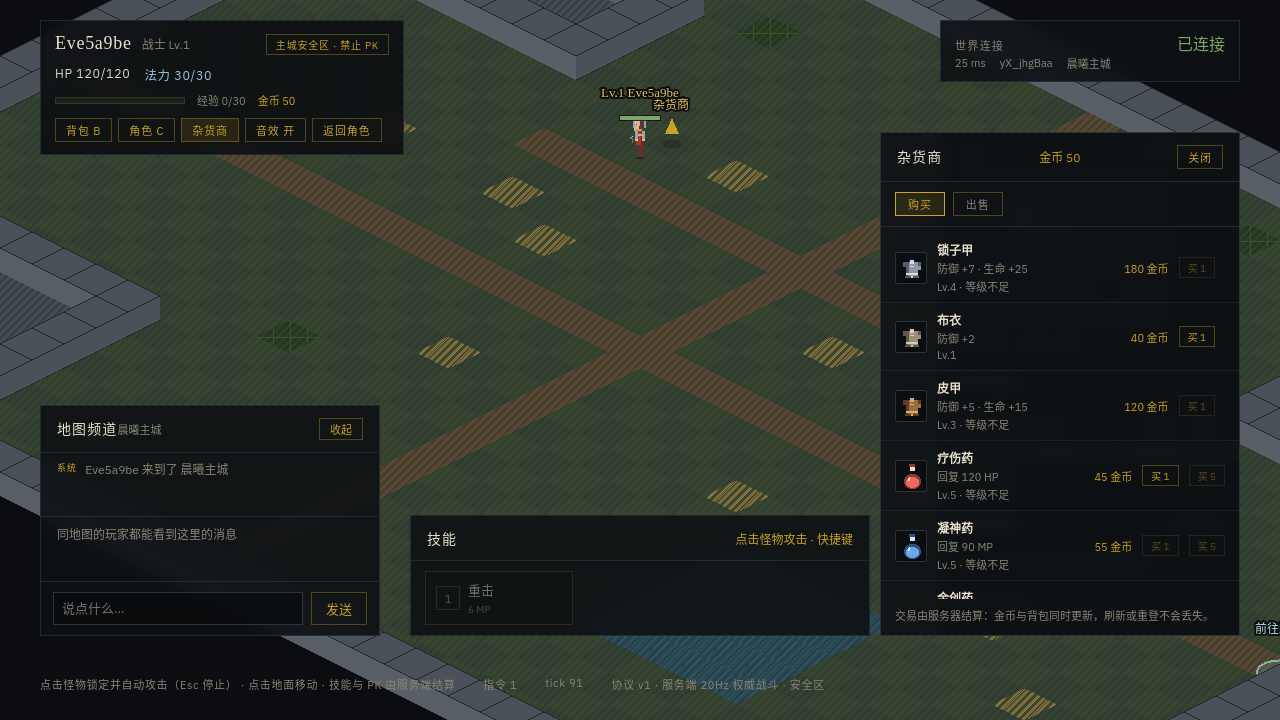 Eve5a9be 战士 Lv.1 主城安全区 · 禁止 PK
HP 120/120 法力 30/30
经验 0/30 金币 50
背包 B 角色 C 杂货商 音效 开 返回角色
世界连接 已连接
25 ms yX_jhgBaa 晨曦主城
Lv.1 Eve5a9be
杂货商
杂货商 金币 50 关闭
购买 出售
锁子甲
防御 +7 · 生命 +25 180 金币 买 1
Lv.4 · 等级不足
布衣
防御 +2 40 金币 买 1
Lv.1
皮甲
防御 +5 · 生命 +15 120 金币 买 1
Lv.3 · 等级不足
疗伤药
回复 120 HP 45 金币 买 1 买 5
Lv.5 · 等级不足
凝神药
回复 90 MP 55 金币 买 1 买 5
Lv.5 · 等级不足
交易由服务器结算：金币与背包同时更新，刷新或重登不会丢失。
地图频道 晨曦主城 收起
系统 Eve5a9be 来到了 晨曦主城
同地图的玩家都能看到这里的消息
说点什么… 发送
技能 点击怪物攻击 · 快捷键
1 重击
6 MP
前往
点击怪物锁定并自动攻击（Esc 停止） · 点击地面移动 · 技能与 PK 由服务端结算 指令 1 tick 91 协议 v1 · 服务端 20Hz 权威战斗 · 安全区